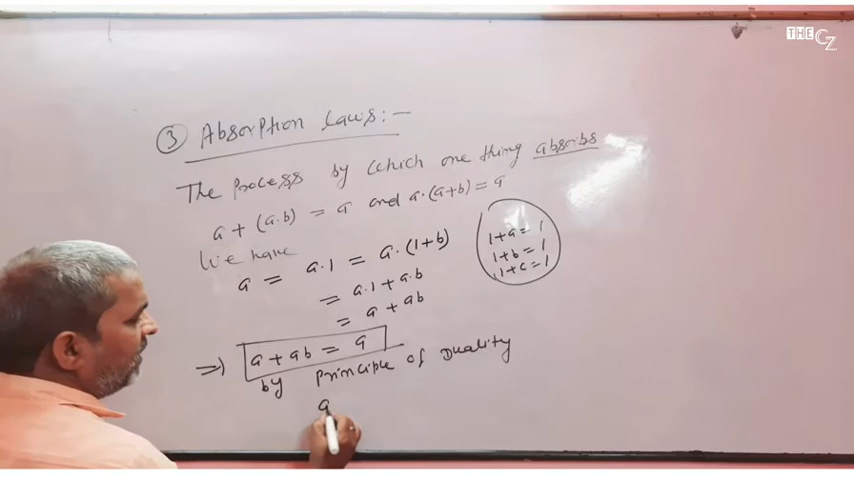 THE CZ
③ Absorption Laws:-
The process by which one thing absorbs
a + (a.b) = a and a.(a+b) = a
We have
a = a.1 = a.(1+b)
= a.1 + a.b
= a + ab
1+a=1
1+b=1
1+c=1
=> a + ab = a
by principle of Duality
a